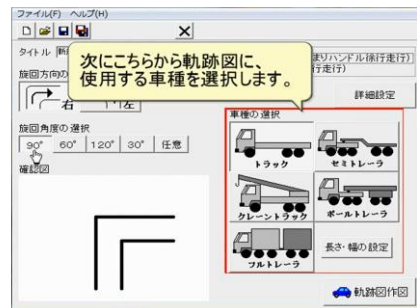 ファイル(F) ヘルプ(H)
タイトル
次にこちらから軌跡図に、
使用する車種を選択します。
まりハンドル(徐行走行)
行走行)
旋回方向の
右
左
詳細設定
旋回角度の選択
90° 60° 120° 30° 任意
確認図
車種の選択
トラック
セミトレーラ
クレーントラック
ポールトレーラ
フルトレーラ
長さ・幅の設定
軌跡図作図